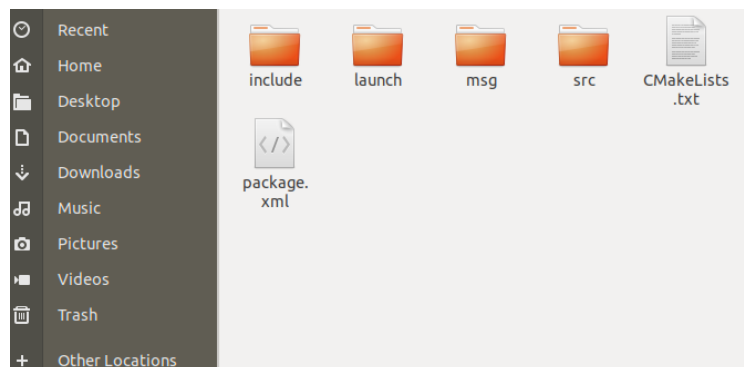 Recent
Home
Desktop
Documents
Downloads
Music
Pictures
Videos
Trash
Other Locations
include
launch
msg
src
CMakeLists
.txt
package.
xml